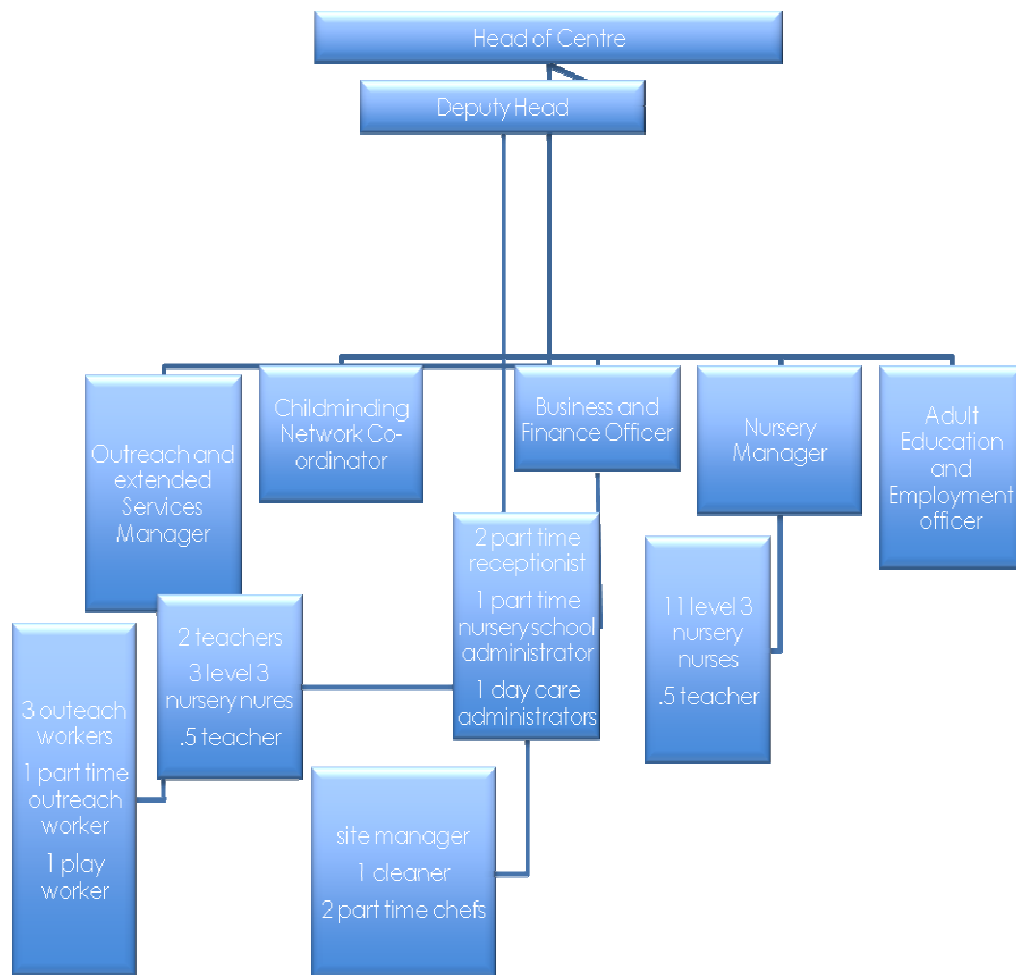 Head of Centre
Deputy Head
Outreach and
extended
Services
Manager
Childminding
Network Co-
ordinator
Business and
Finance Officer
Nursery
Manager
Adult
Education
and
Employment
officer
3 outeach
workers
1 part time
outreach
worker
1 play
worker
2 teachers
3 level 3
nursery nures
.5 teacher
2 part time
receptionist
1 part time
nursery school
administrator
1 day care
administrators
site manager
1 cleaner
2 part time chefs
11 level 3
nursery
nurses
.5 teacher